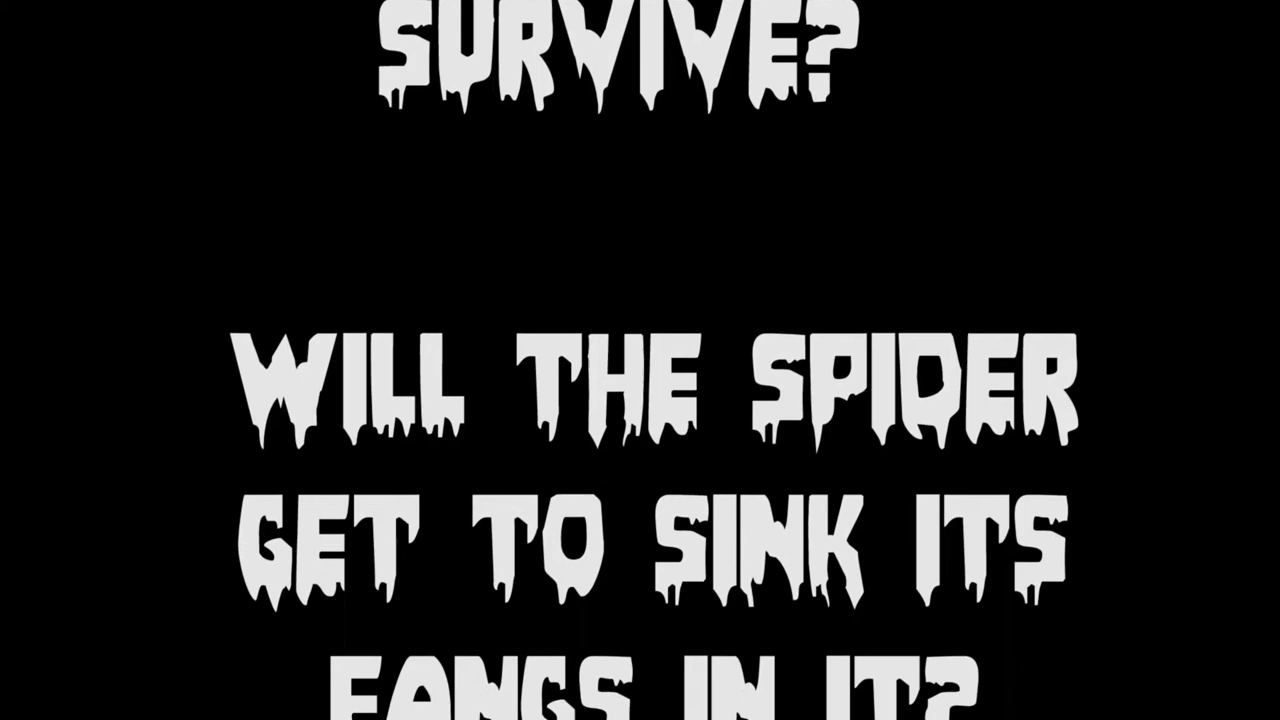 SURVIVE?
WILL THE SPIDER
GET TO SINK ITS
FANGS IN IT?